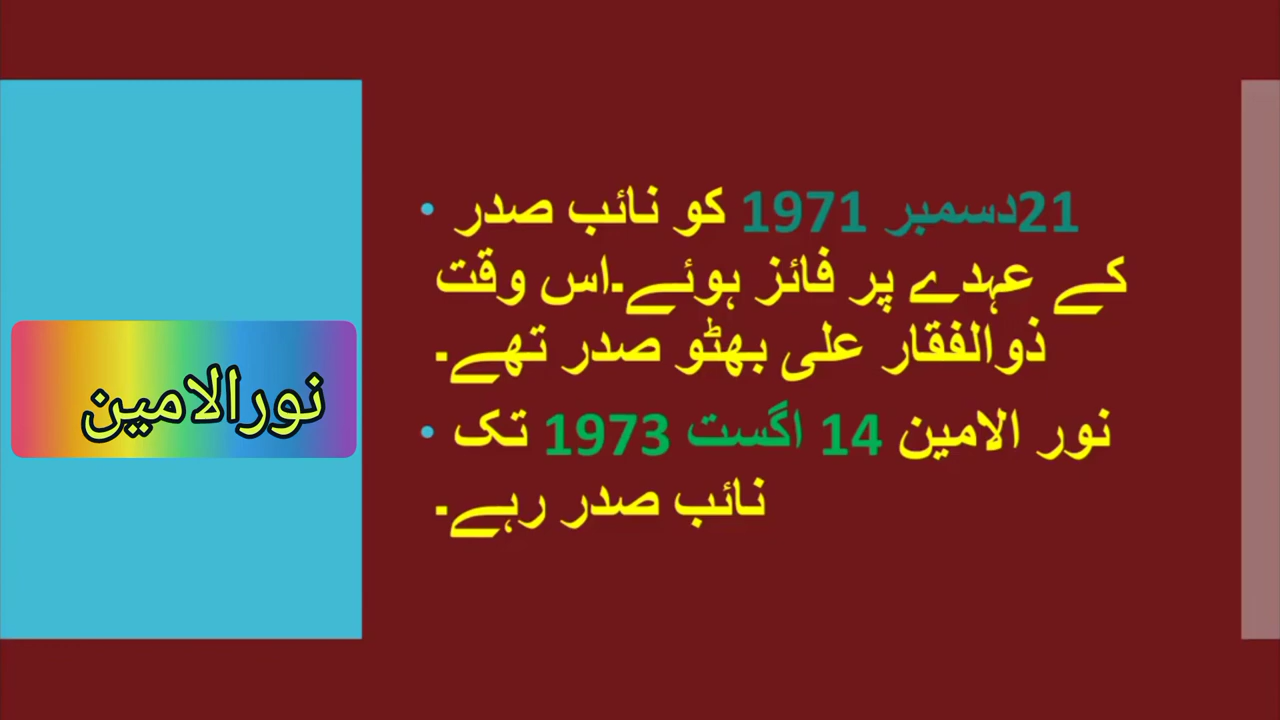 نورالامین
• 21دسمبر 1971 کو نائب صدر
کے عہدے پر فائز ہوئے۔اس وقت
ذوالفقار علی بھٹو صدر تھے۔
• نور الامین 14 اگست 1973 تک
نائب صدر رہے۔